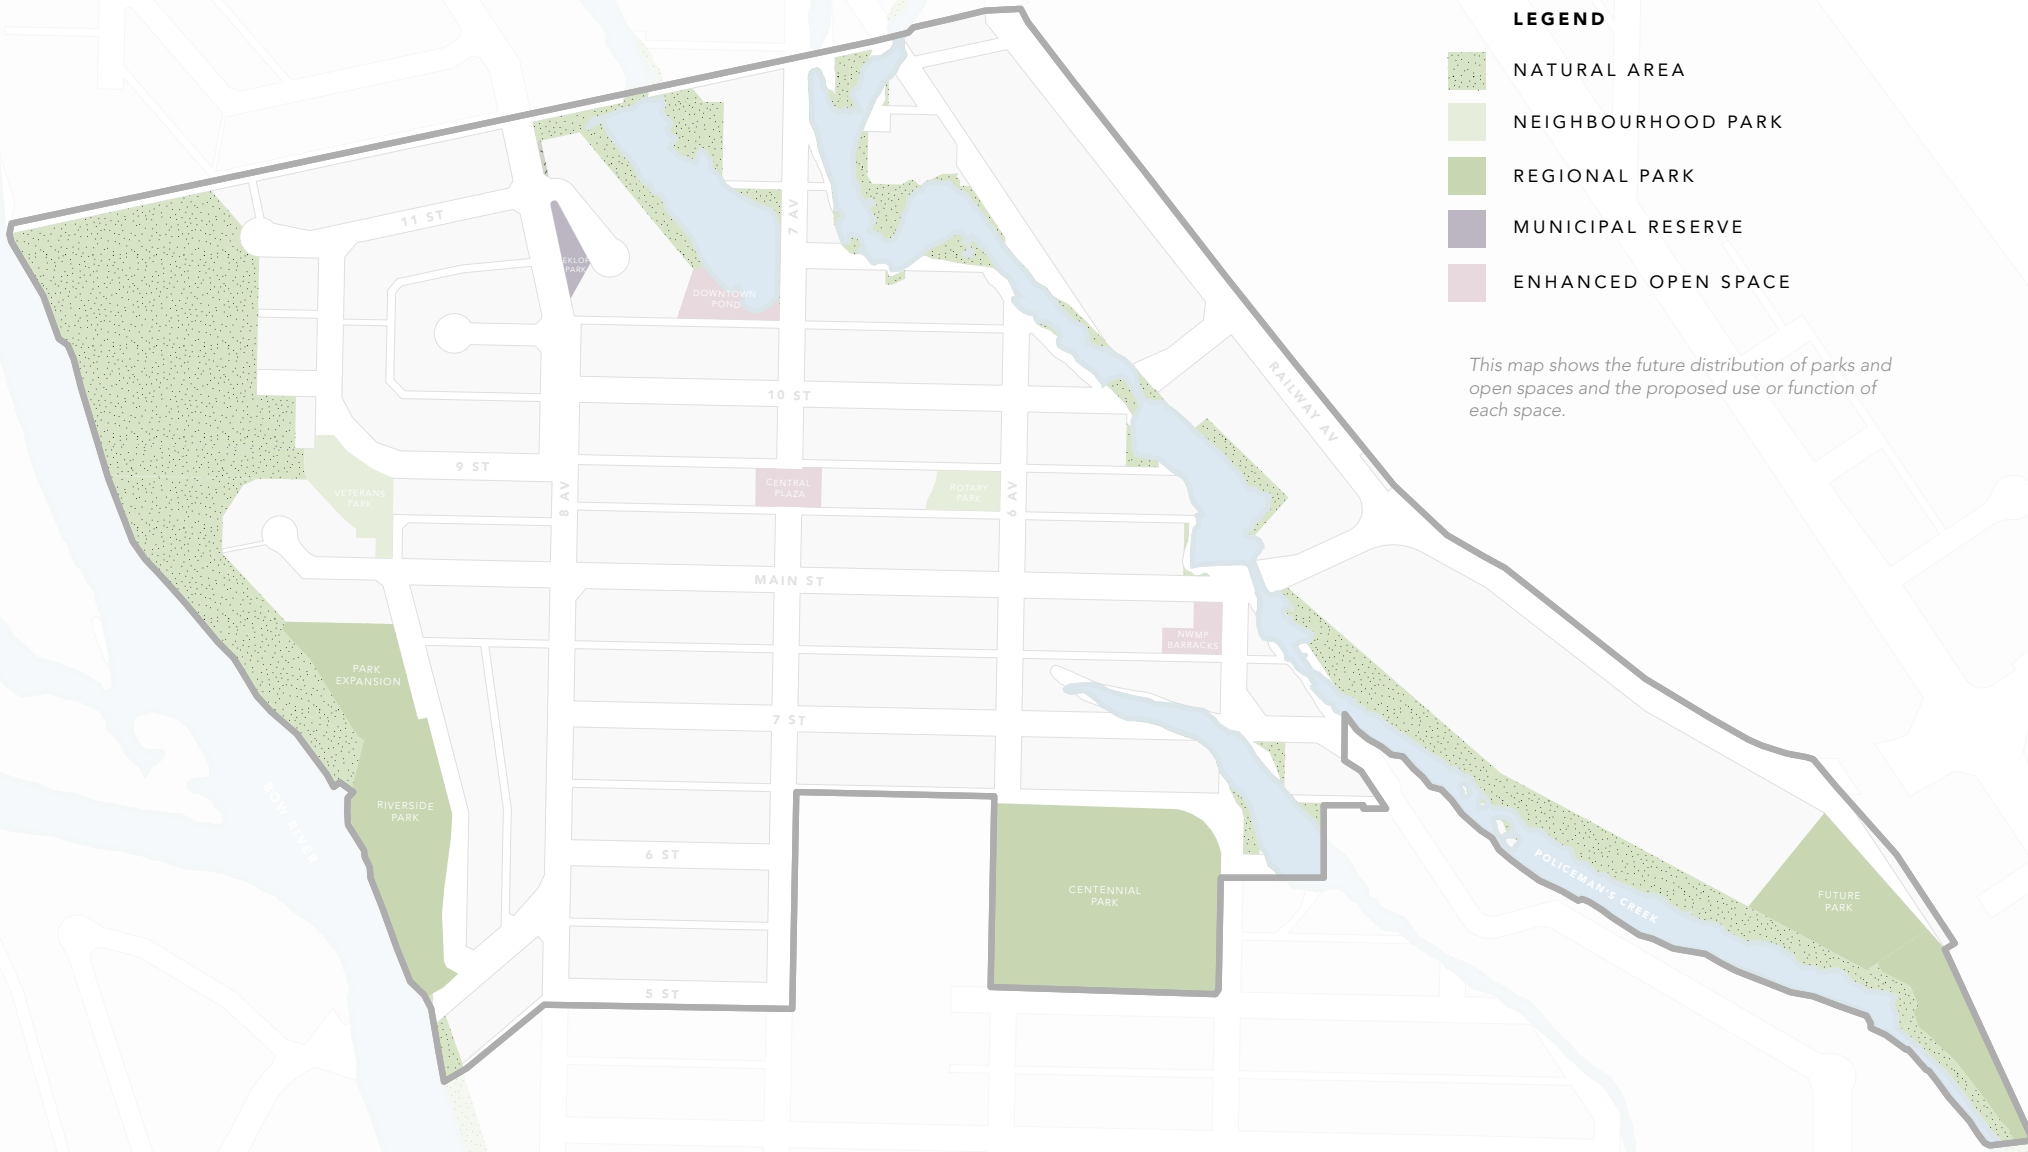 LEGEND
NATURAL AREA
NEIGHBOURHOOD PARK
REGIONAL PARK
MUNICIPAL RESERVE
ENHANCED OPEN SPACE
This map shows the future distribution of parks and
open spaces and the proposed use or function of
each space.
11 ST
7 AV
PARK
DOWNTOWN
POND
RAILWAY AV
10 ST
9 ST
8 AV
CENTRAL
PLAZA
ROTARY
PARK
6 AV
VETERANS
PARK
MAIN ST
NWMP
BARRACKS
PARK
EXPANSION
7 ST
RIVERSIDE
PARK
BOW RIVER
6 ST
CENTENNIAL
PARK
POLICEMAN'S CREEK
FUTURE
PARK
5 ST